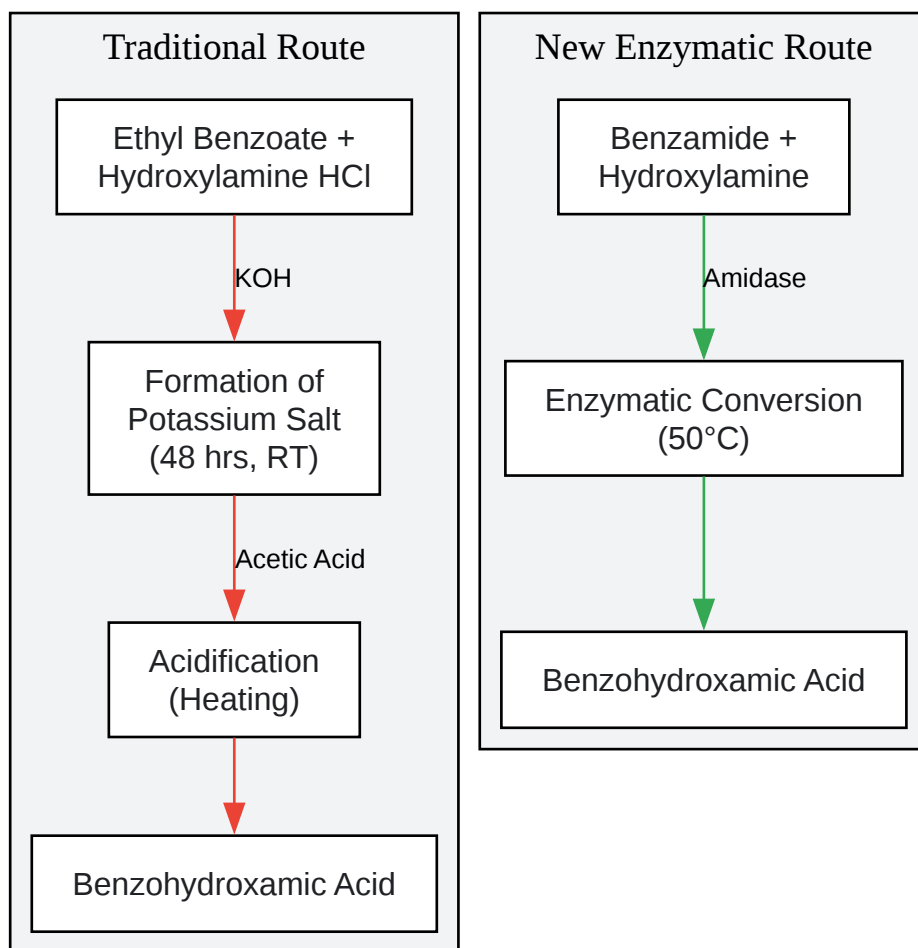 Traditional Route
Ethyl Benzoate +
Hydroxylamine HCl
KOH
Formation of
Potassium Salt
(48 hrs, RT)
Acetic Acid
Acidification
(Heating)
Benzohydroxamic Acid
New Enzymatic Route
Benzamide +
Hydroxylamine
Amidase
Enzymatic Conversion
(50°C)
Benzohydroxamic Acid